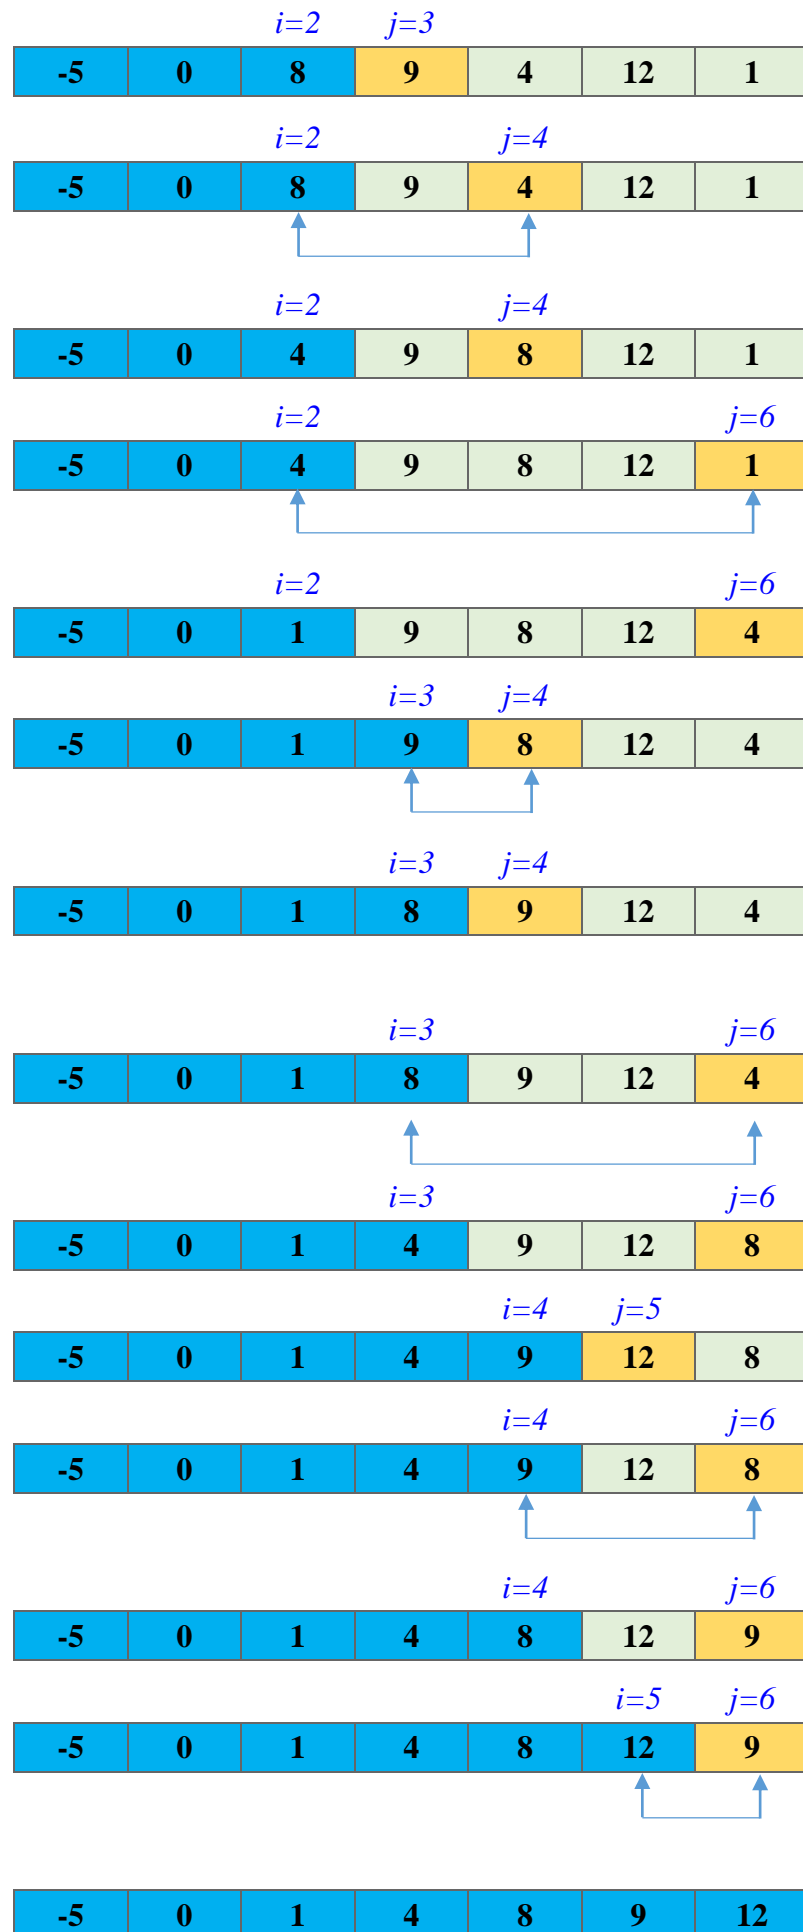 i=2 j=3
-5 0 8 9 4 12 1
i=2 j=4
-5 0 8 9 4 12 1
i=2 j=4
-5 0 4 9 8 12 1
i=2 j=6
-5 0 4 9 8 12 1
i=2 j=6
-5 0 1 9 8 12 4
i=3 j=4
-5 0 1 9 8 12 4
i=3 j=4
-5 0 1 8 9 12 4
i=3 j=6
-5 0 1 8 9 12 4
i=3 j=6
-5 0 1 4 9 12 8
i=4 j=5
-5 0 1 4 9 12 8
i=4 j=6
-5 0 1 4 9 12 8
i=4 j=6
-5 0 1 4 8 12 9
i=5 j=6
-5 0 1 4 8 12 9
-5 0 1 4 8 9 12